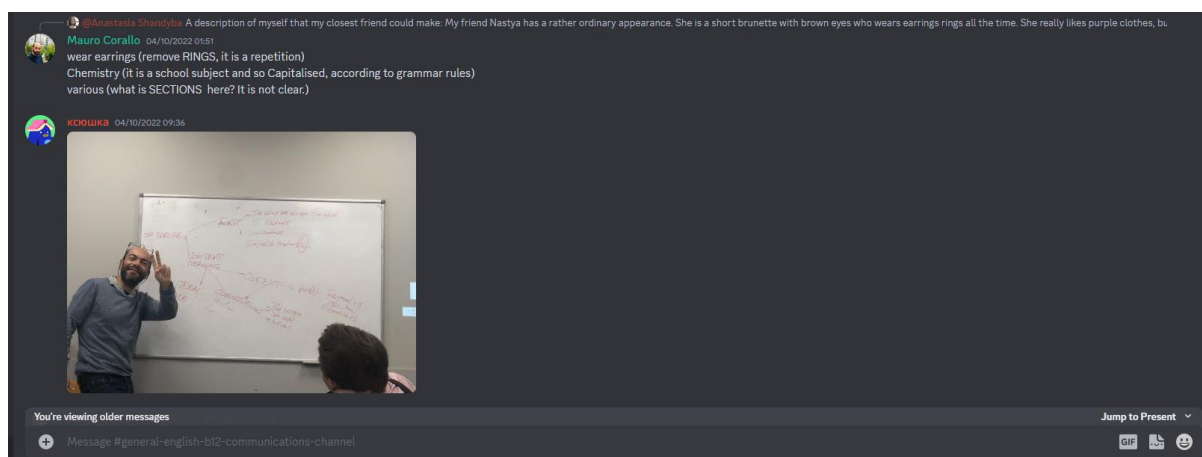 @Anastasia Shandyba A description of myself that my closest friend could make: My friend Nastya has a rather ordinary appearance. She is a short brunette with brown eyes who wears earrings rings all the time. She really likes purple clothes, bu
Mauro Corallo 04/10/2022 01:51
wear earrings (remove RINGS, it is a repetition)
Chemistry (it is a school subject and so Capitalised, according to grammar rules)
various (what is SECTIONS here? It is not clear.)
ксюшка 04/10/2022 09:36
You're viewing older messages
Jump to Present
Message #general-english-b12-communications-channel
GIF